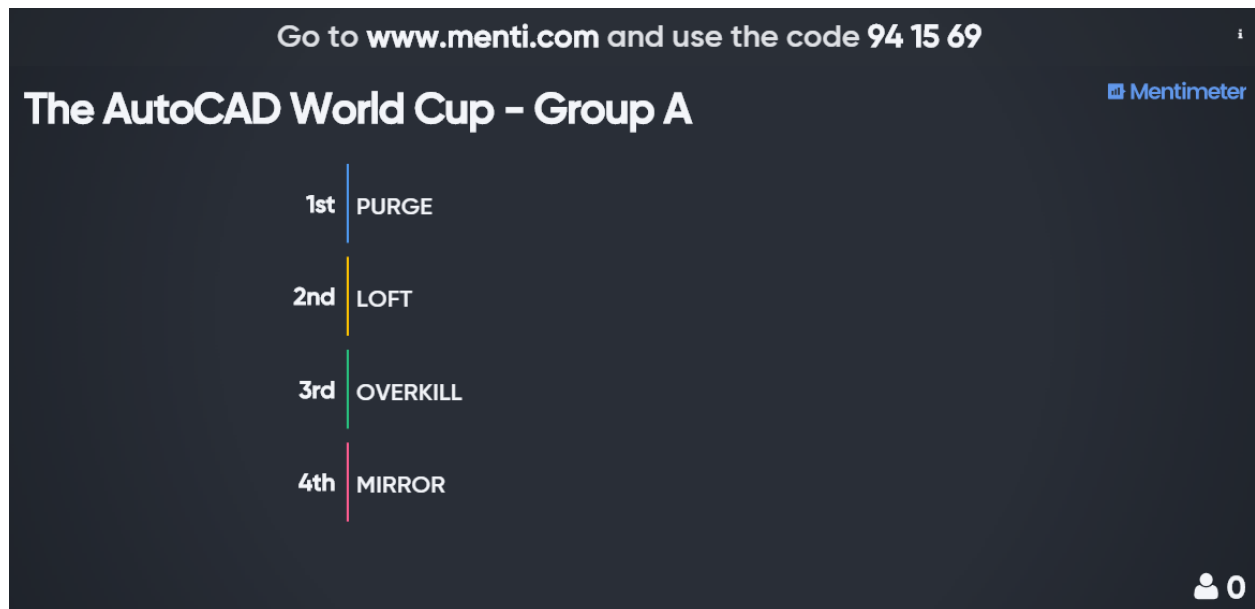 Go to www.menti.com and use the code 94 15 69
i
Mentimeter
The AutoCAD World Cup - Group A
1st PURGE
2nd LOFT
3rd OVERKILL
4th MIRROR
0